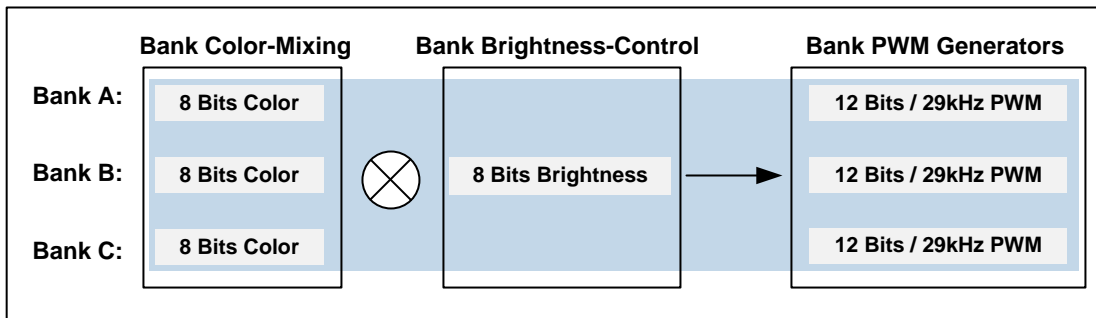 Bank Color-Mixing
Bank Brightness-Control
Bank PWM Generators
Bank A:
8 Bits Color
12 Bits / 29kHz PWM
Bank B:
8 Bits Color
8 Bits Brightness
12 Bits / 29kHz PWM
Bank C:
8 Bits Color
12 Bits / 29kHz PWM